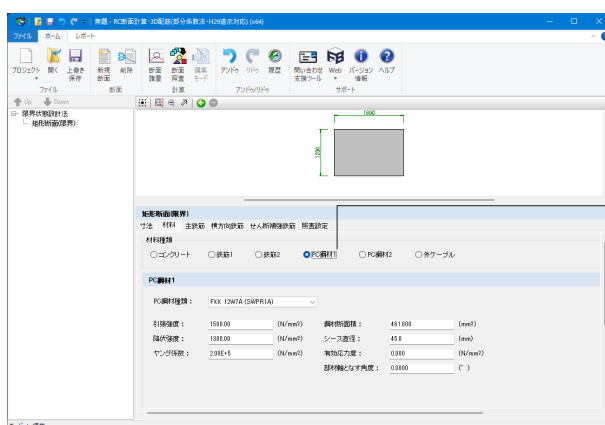 無題 - RC断面計算・3D配筋(部分係数法・H29道示対応) (x64)
ファイル ホーム レポート
プロジェクト 開く 上書き保存 新規断面 削除 断面諸量 断面照査 編集モード アンドゥ リドゥ 履歴 問い合わせ支援ツール Web バージョン情報 ヘルプ
ファイル 断面 計算 アンドゥ/リドゥ サポート
Up Down
限界状態設計法
矩形断面(限界)
1800
1200
矩形断面(限界)
寸法 材料 主鉄筋 横方向鉄筋 せん断補強鉄筋 照査設定
材料種類
コンクリート 鉄筋1 鉄筋2 PC鋼材1 PC鋼材2 外ケーブル
PC鋼材1
PC鋼材種類： FKK 12W7A (SWPR1A)
引張強度： 1500.00 (N/mm²) 鋼材断面積： 461.800 (mm²)
降伏強度： 1300.00 (N/mm²) シース直径： 45.0 (mm)
ヤング係数： 2.00E+5 (N/mm²) 有効応力度： 0.000 (N/mm²)
部材軸となす角度： 0.0000 (°)